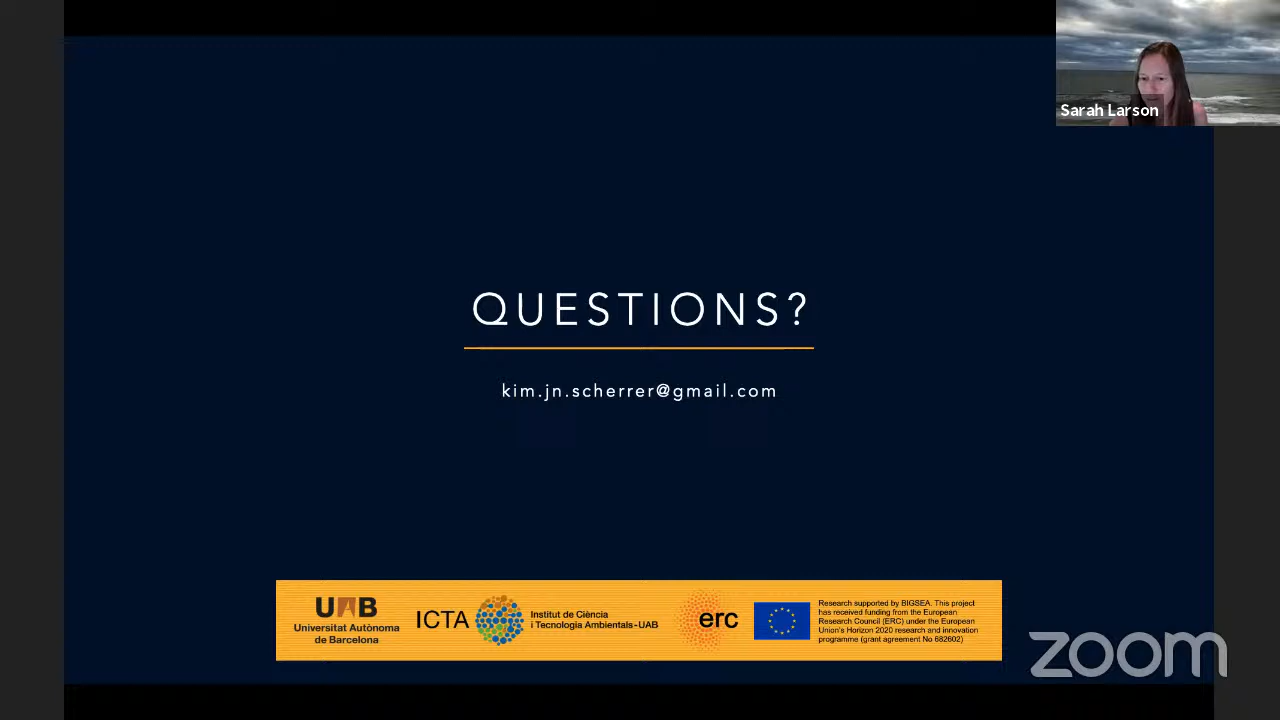 Sarah Larson
QUESTIONS?
kim.jn.scherrer@gmail.com
UAB
Universitat Autònoma
de Barcelona
ICTA
Institut de Ciència
i Tecnologia Ambientals-UAB
erc
Research supported by BIGSEA. This project
has received funding from the European
Research Council (ERC) under the European
Union's Horizon 2020 research and innovation
programme (grant agreement No 682602)
zoom